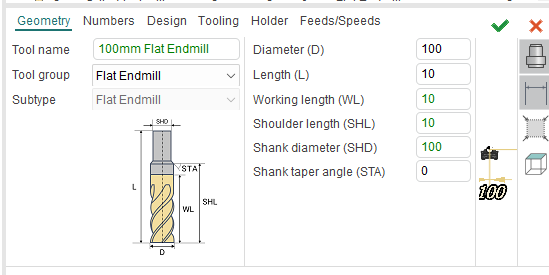 Geometry Numbers Design Tooling Holder Feeds/Speeds
Tool name 100mm Flat Endmill
Tool group Flat Endmill
Subtype Flat Endmill
SHD
L
STA
WL
SHL
D
Diameter (D) 100
Length (L) 10
Working length (WL) 10
Shoulder length (SHL) 10
Shank diameter (SHD) 100
Shank taper angle (STA) 0
100